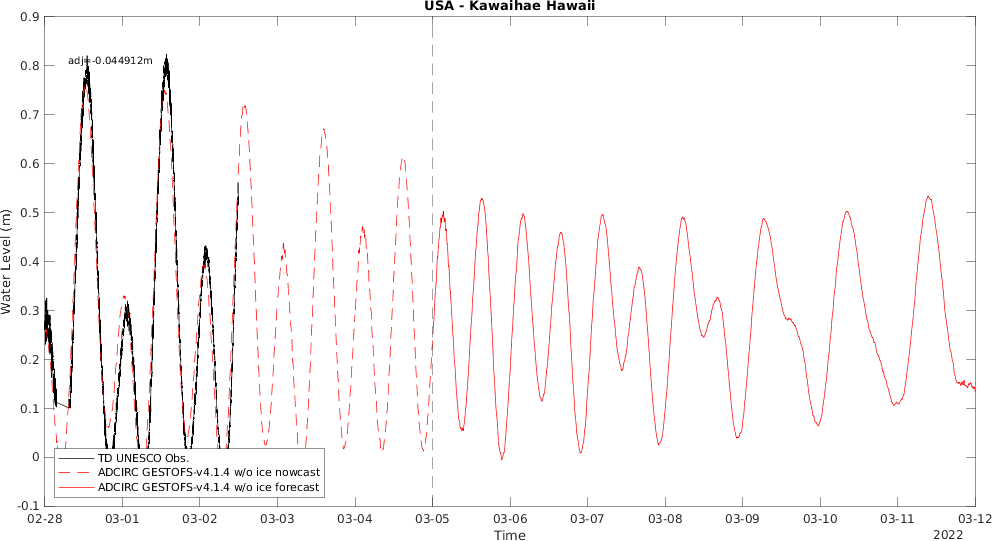 USA - Kawaihae Hawaii
0.9
0.8
0.7
0.6
0.5
0.4
0.3
0.2
0.1
0
-0.1
Water Level (m)
adj=-0.044912m
TD UNESCO Obs.
ADCIRC GESTOFS-v4.1.4 w/o ice nowcast
ADCIRC GESTOFS-v4.1.4 w/o ice forecast
02-28 03-01 03-02 03-03 03-04 03-05 03-06 03-07 03-08 03-09 03-10 03-11 03-12
Time
2022